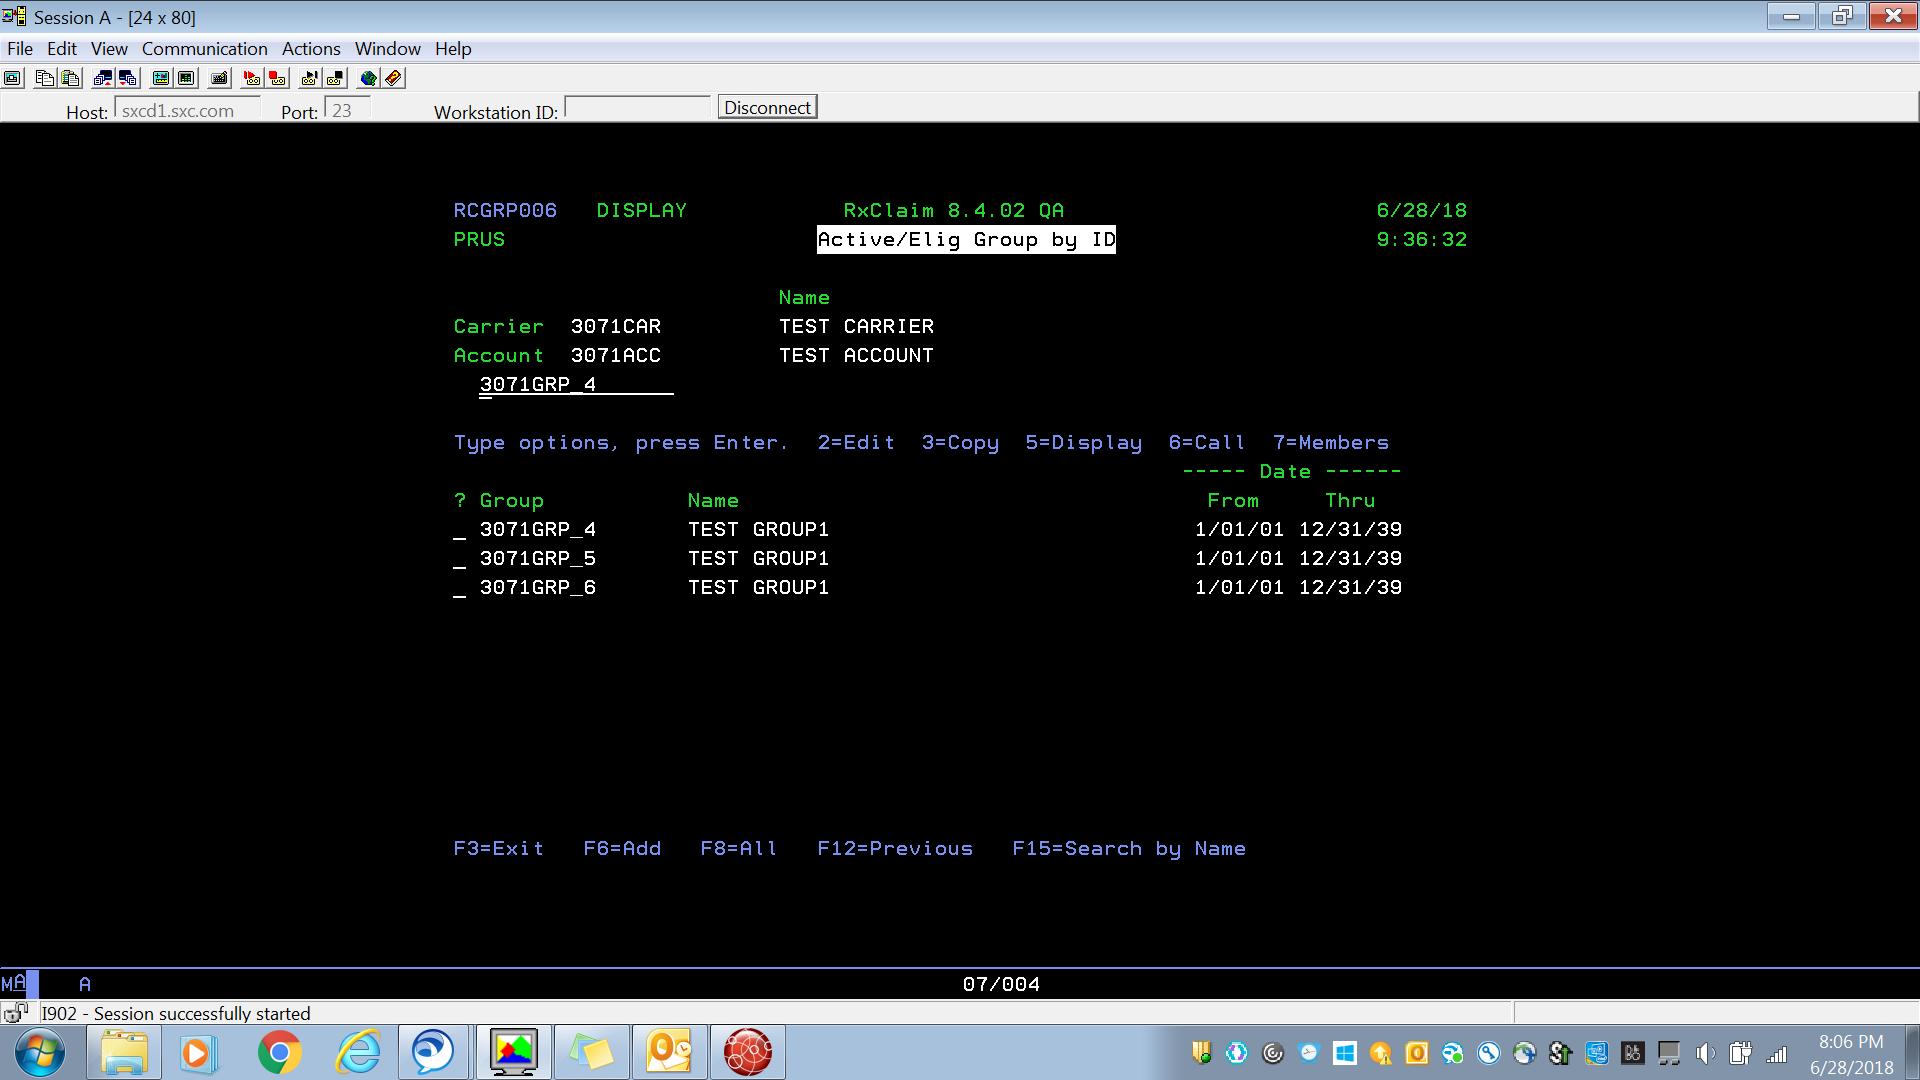 Session A - [24 x 80]
File Edit View Communication Actions Window Help
Host: sxcd1.sxc.com Port: 23 Workstation ID: Disconnect
RCGRP006 DISPLAY RxClaim 8.4.02 QA 6/28/18
PRUS Active/Elig Group by ID 9:36:32
Name
Carrier 3071CAR TEST CARRIER
Account 3071ACC TEST ACCOUNT
3071GRP_4
Type options, press Enter. 2=Edit 3=Copy 5=Display 6=Call 7=Members
----- Date ------
? Group Name From Thru
_ 3071GRP_4 TEST GROUP1 1/01/01 12/31/39
_ 3071GRP_5 TEST GROUP1 1/01/01 12/31/39
_ 3071GRP_6 TEST GROUP1 1/01/01 12/31/39
F3=Exit F6=Add F8=All F12=Previous F15=Search by Name
MA A 07/004
I902 - Session successfully started
8:06 PM
6/28/2018